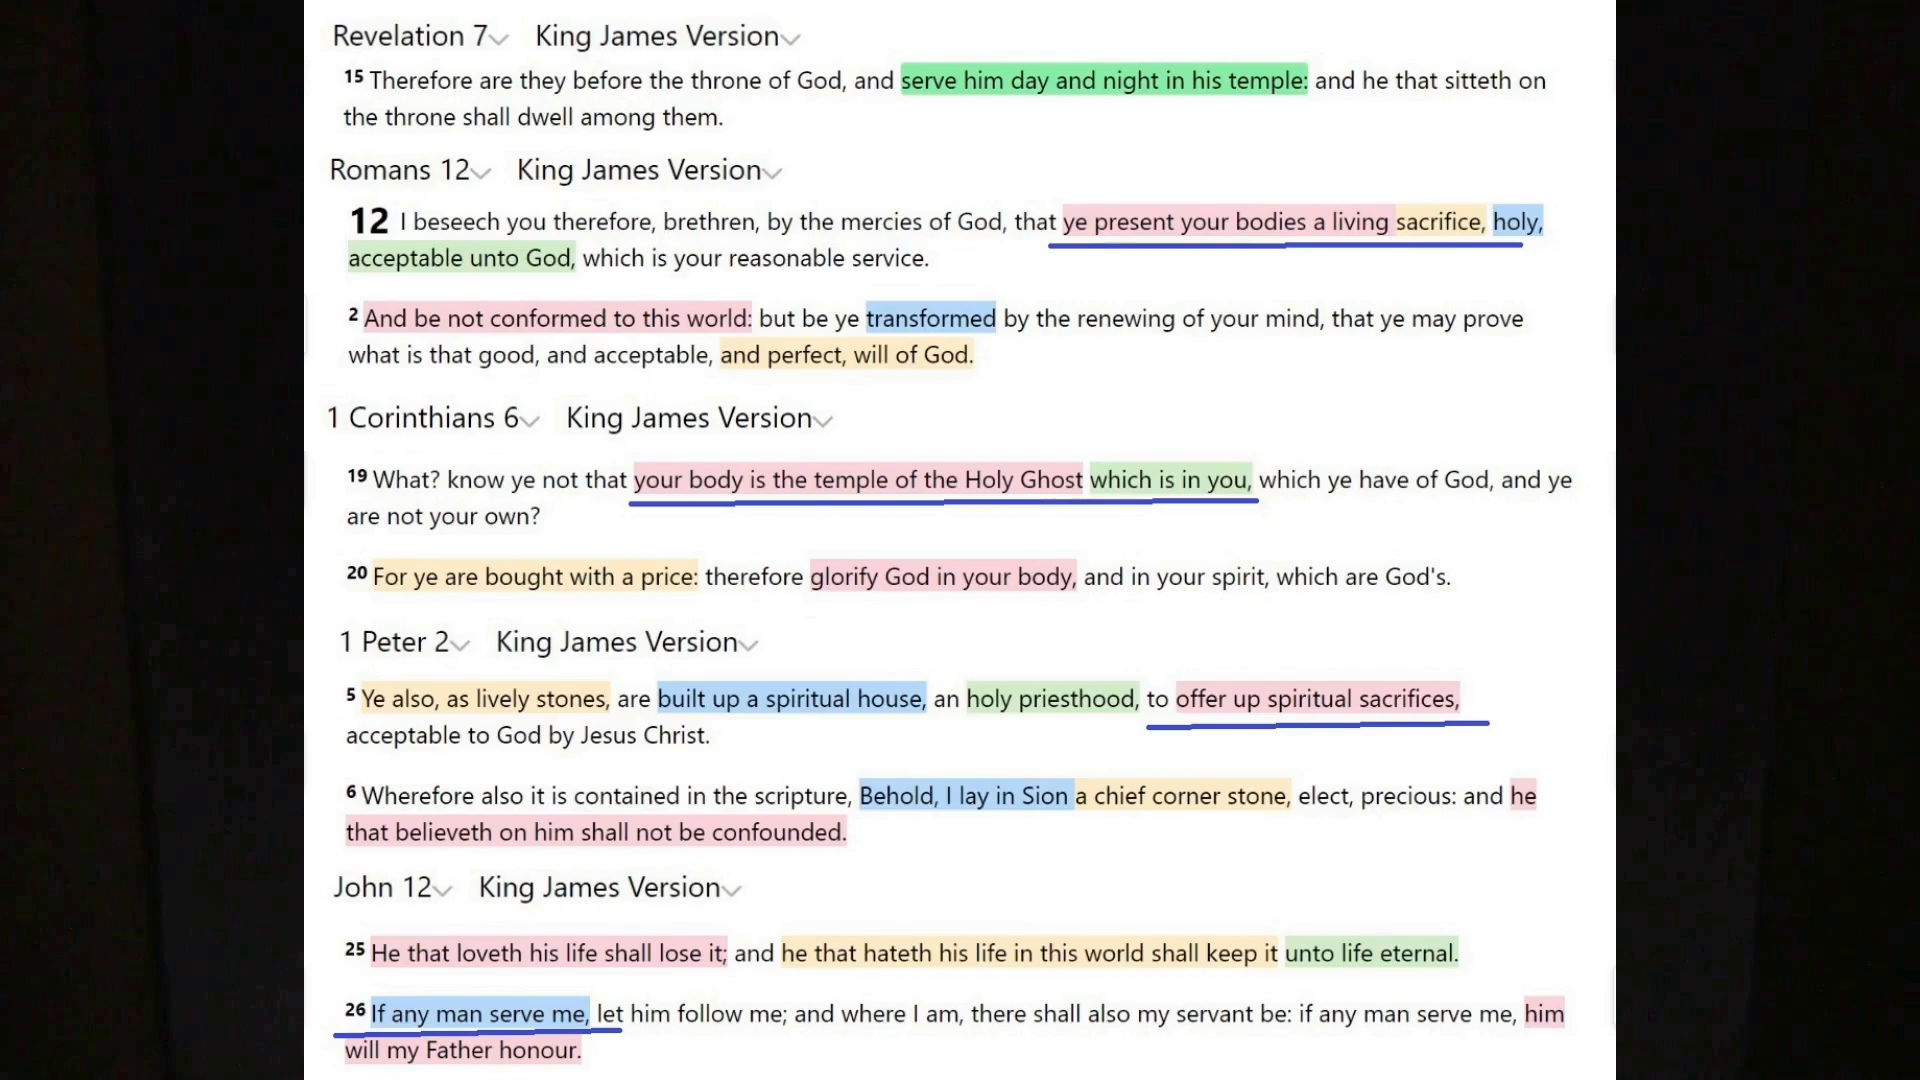 Revelation 7 King James Version
15 Therefore are they before the throne of God, and serve him day and night in his temple: and he that sitteth on
the throne shall dwell among them.
Romans 12 King James Version
12 I beseech you therefore, brethren, by the mercies of God, that ye present your bodies a living sacrifice, holy,
acceptable unto God, which is your reasonable service.
2 And be not conformed to this world: but be ye transformed by the renewing of your mind, that ye may prove
what is that good, and acceptable, and perfect, will of God.
1 Corinthians 6 King James Version
19 What? know ye not that your body is the temple of the Holy Ghost which is in you, which ye have of God, and ye
are not your own?
20 For ye are bought with a price: therefore glorify God in your body, and in your spirit, which are God's.
1 Peter 2 King James Version
5 Ye also, as lively stones, are built up a spiritual house, an holy priesthood, to offer up spiritual sacrifices,
acceptable to God by Jesus Christ.
6 Wherefore also it is contained in the scripture, Behold, I lay in Sion a chief corner stone, elect, precious: and he
that believeth on him shall not be confounded.
John 12 King James Version
25 He that loveth his life shall lose it; and he that hateth his life in this world shall keep it unto life eternal.
26 If any man serve me, let him follow me; and where I am, there shall also my servant be: if any man serve me, him
will my Father honour.